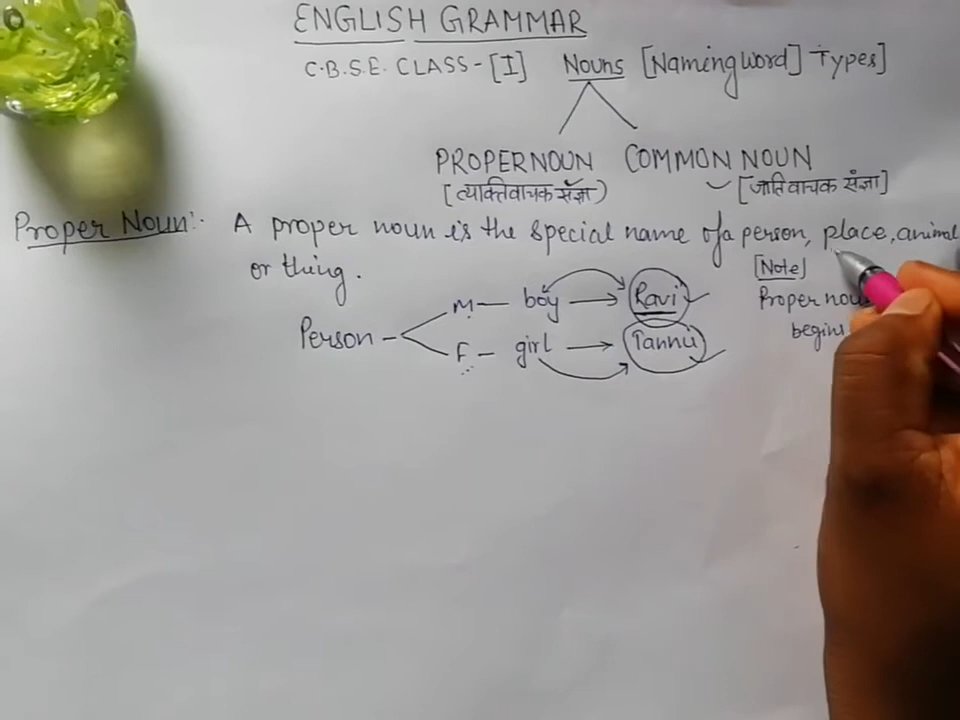 ENGLISH GRAMMAR
C.B.S.E. CLASS-[I] Nouns [Naming word] Types]
PROPER NOUN COMMON NOUN
[व्यक्तिवाचक संज्ञा) [जातिवाचक संज्ञा]
Proper Noun:- A proper noun is the special name of a person, place, animal
or thing.
[Note]
Person - M - boy → Ravi
Proper
F - girl → Tannu
begins